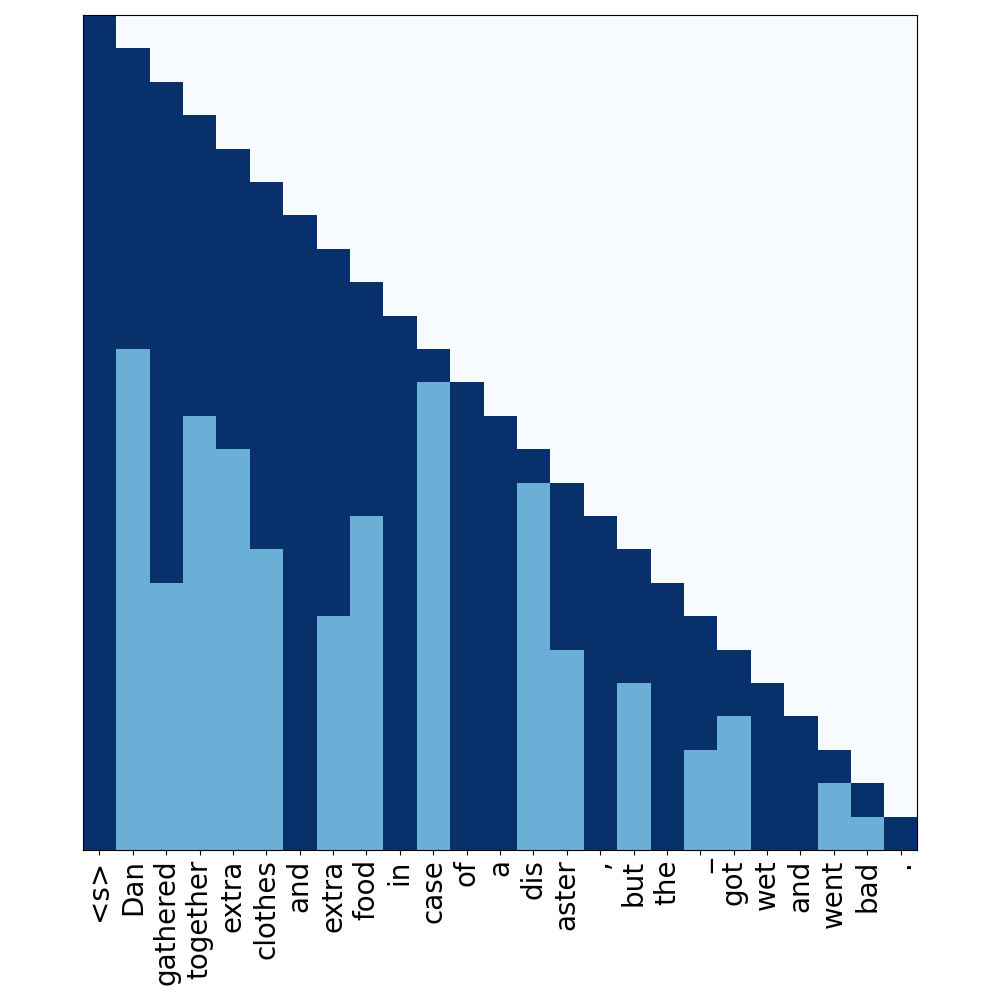 <s>
Dan
gathered
together
extra
clothes
and
extra
food
in
case
of
a
dis
aster
,
but
the
_
got
wet
and
went
bad
.